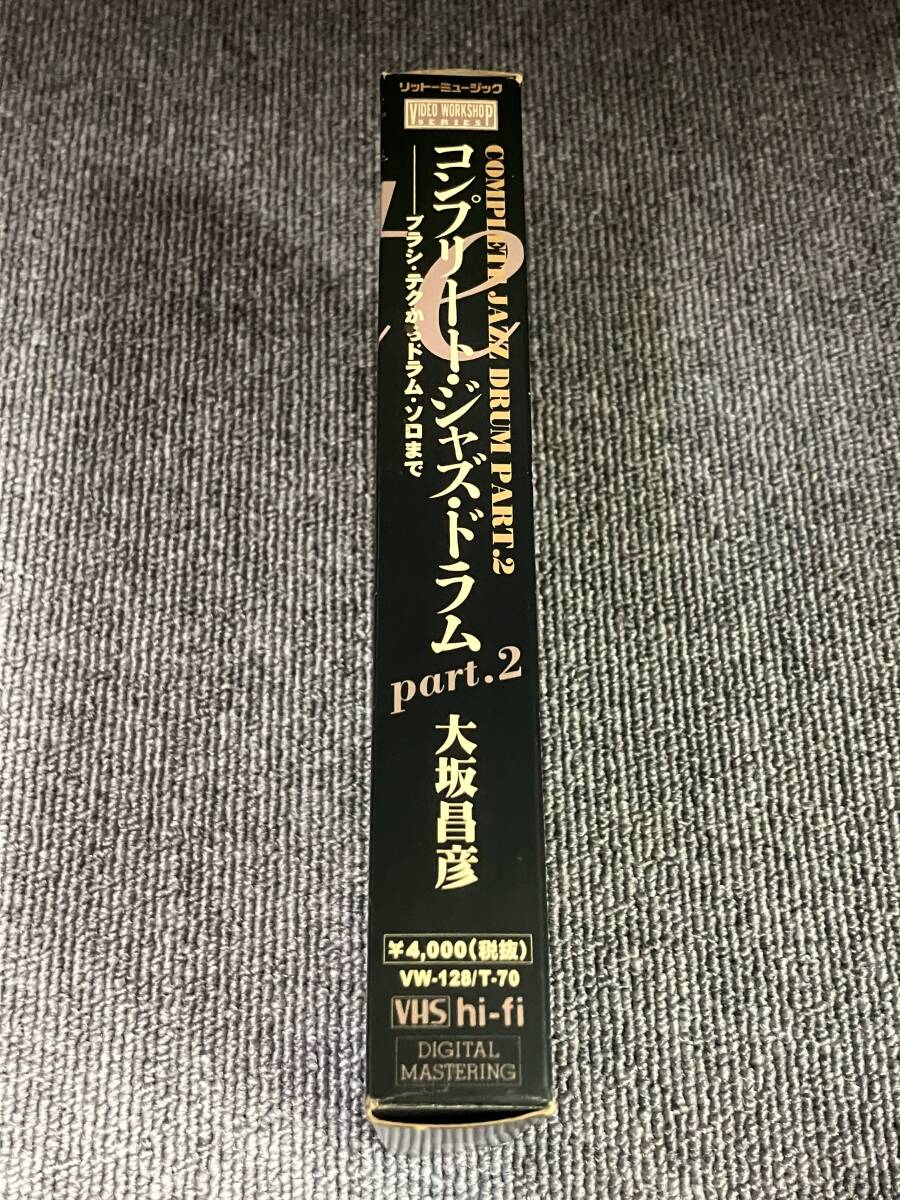 リットーミュージック
VIDEO WORKSHOP
SERIES
COMPLETE JAZZ DRUM PART.2
コンプリート・ジャズ・ドラム
part.2
――ブラシ・テクからドラム・ソロまで
大坂昌彦
¥4,000(税抜)
VW-128/T-70
VHS hi-fi
DIGITAL
MASTERING